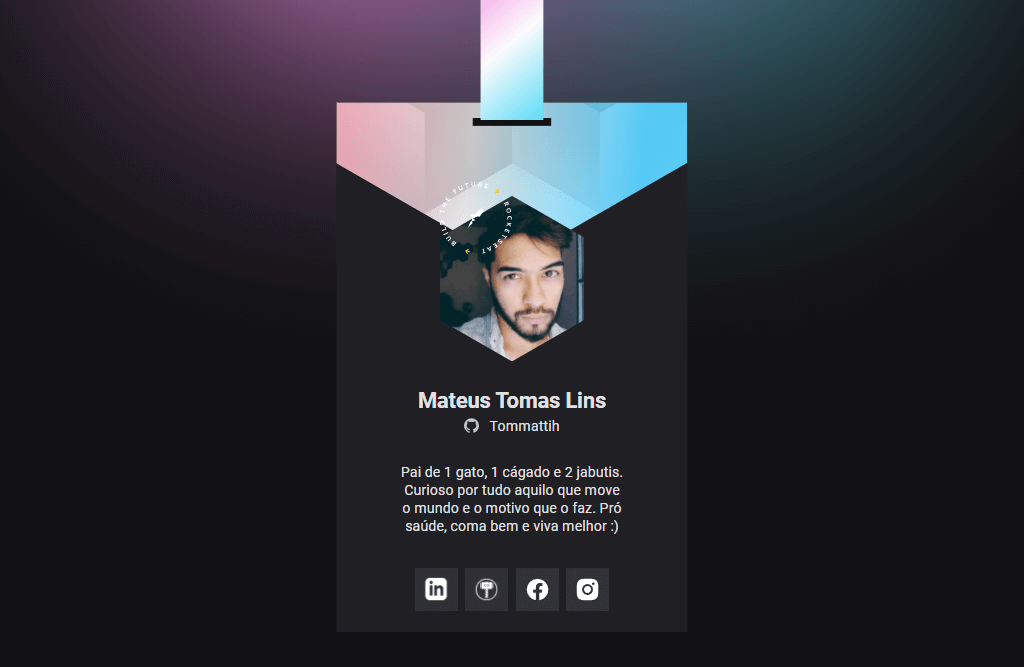 BUILD THE FUTURE ROCKETSEAT
Mateus Tomas Lins
Tommattih
Pai de 1 gato, 1 cágado e 2 jabutis.
Curioso por tudo aquilo que move
o mundo e o motivo que o faz. Pró
saúde, coma bem e viva melhor :)
in